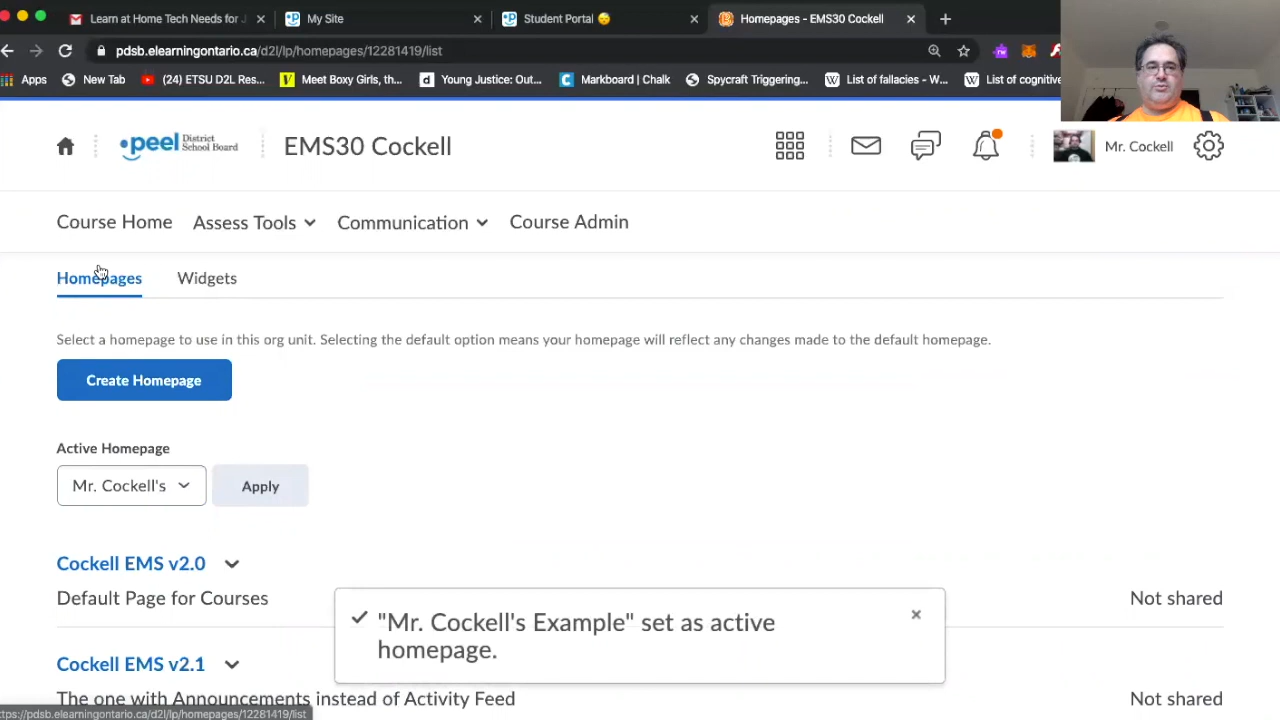 Learn at Home Tech Needs for J
My Site
Student Portal
Homepages - EMS30 Cockell
pdsb.elearningontario.ca/d2l/lp/homepages/12281419/list
Apps
New Tab
(24) ETSU D2L Res...
Meet Boxy Girls, th...
Young Justice: Out...
Markboard | Chalk
Spycraft Triggering...
List of fallacies - W...
List of cognitive
peel District School Board
EMS30 Cockell
Mr. Cockell
Course Home
Assess Tools
Communication
Course Admin
Homepages
Widgets
Select a homepage to use in this org unit. Selecting the default option means your homepage will reflect any changes made to the default homepage.
Create Homepage
Active Homepage
Mr. Cockell's
Apply
Cockell EMS v2.0
Default Page for Courses
Not shared
"Mr. Cockell's Example" set as active
homepage.
Cockell EMS v2.1
The one with Announcements instead of Activity Feed
Not shared
ttps://pdsb.elearningontario.ca/d2l/lp/homepages/12281419/list